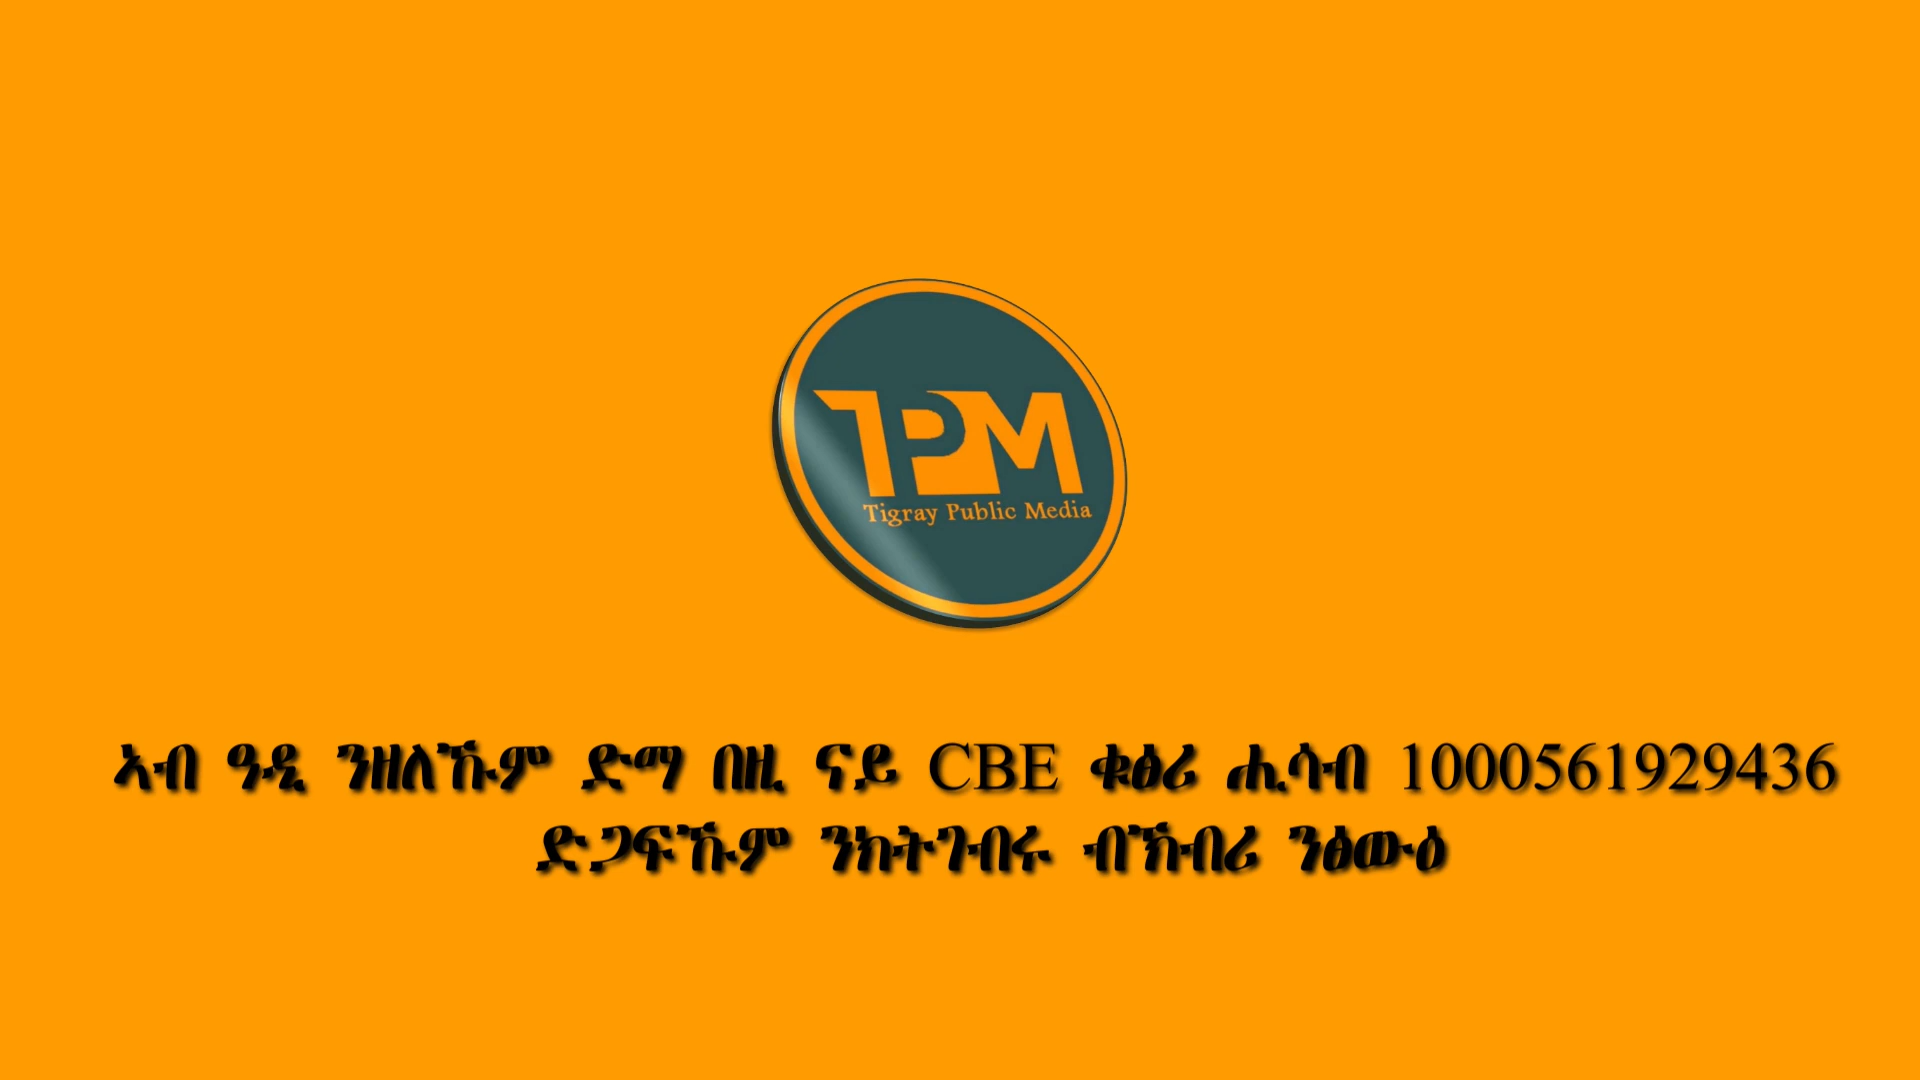 TPM
Tigray Public Media
ኣብ ዓዲ ንዘለኹም ድማ በዚ ናይ CBE ቁፅሪ ሒሳብ 1000561929436
ድጋፍኹም ንክትገብሩ ብኽብሪ ንፅውዕ